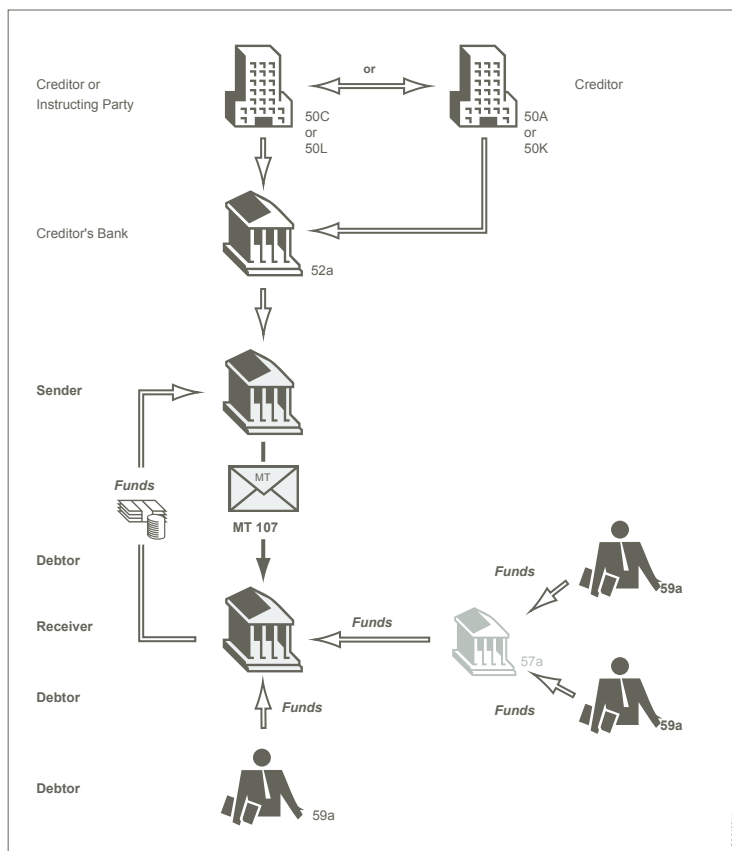 Creditor or
Instructing Party
or
Creditor
50C
or
50L
50A
or
50K
Creditor's Bank
52a
Sender
Funds
MT
MT 107
Debtor
Funds
59a
Receiver
Funds
57a
Debtor
Funds
Funds
59a
Debtor
59a